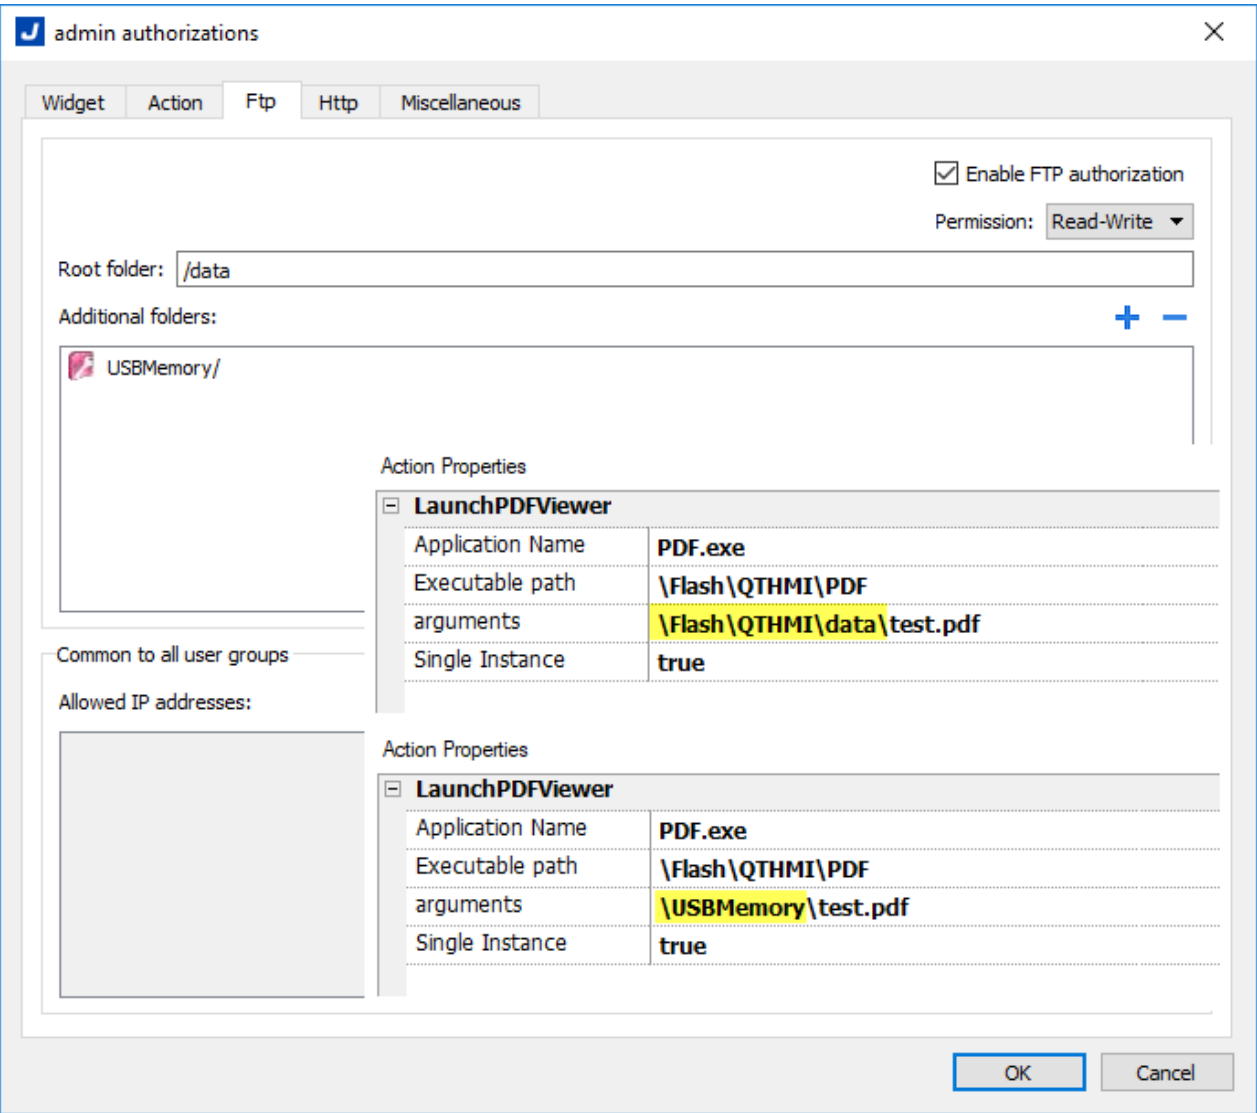 J admin authorizations
Widget Action Ftp Http Miscellaneous
Enable FTP authorization
Permission: Read-Write
Root folder: /data
Additional folders:
USBMemory/
Action Properties
LaunchPDFViewer
Application Name PDF.exe
Executable path \Flash\QTHMI\PDF
arguments \Flash\QTHMI\data\test.pdf
Single Instance true
Common to all user groups
Allowed IP addresses:
Action Properties
LaunchPDFViewer
Application Name PDF.exe
Executable path \Flash\QTHMI\PDF
arguments \USBMemory\test.pdf
Single Instance true
OK Cancel